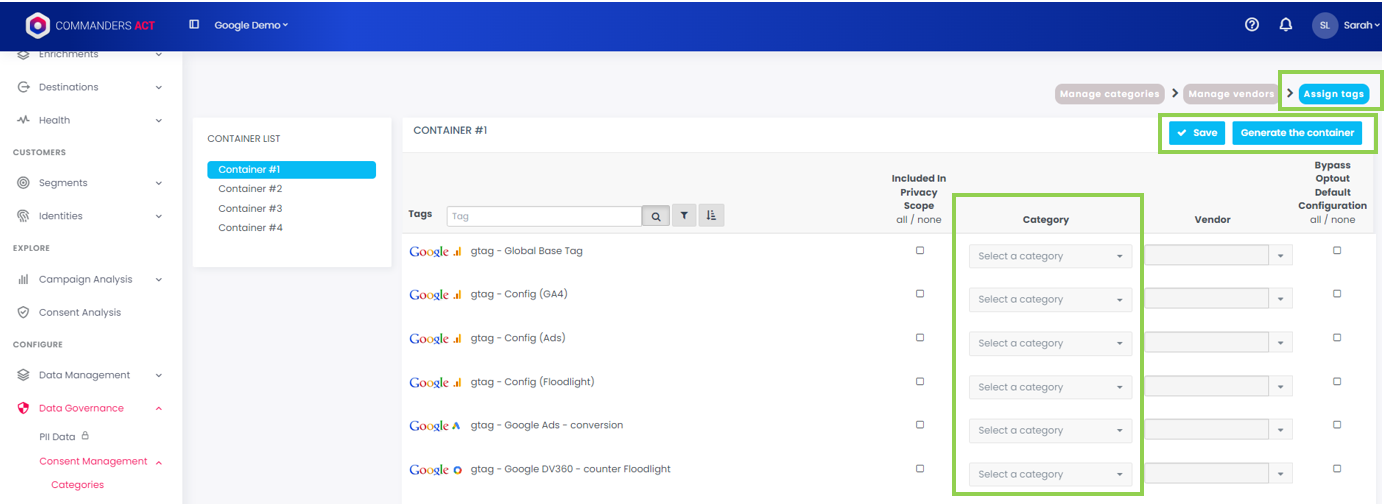 COMMANDERS ACT
Google Demo
SL
Sarah
Enrichments
Destinations
Health
CUSTOMERS
Segments
Identities
EXPLORE
Campaign Analysis
Consent Analysis
CONFIGURE
Data Management
Data Governance
PII Data
Consent Management
Categories
Manage categories
Manage vendors
Assign tags
CONTAINER LIST
Container #1
Container #2
Container #3
Container #4
CONTAINER #1
Save
Generate the container
Tags
Tag
Included In
Privacy
Scope
all / none
Category
Vendor
Bypass
Optout
Default
Configuration
all / none
Google gtag - Global Base Tag
Select a category
Google gtag - Config (GA4)
Select a category
Google gtag - Config (Ads)
Select a category
Google gtag - Config (Floodlight)
Select a category
Google gtag - Google Ads - conversion
Select a category
Google gtag - Google DV360 - counter Floodlight
Select a category